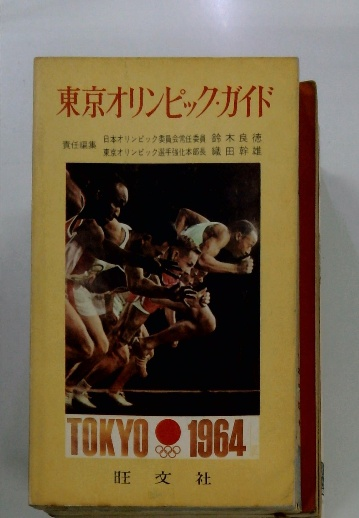 東京オリンピック・ガイド
責任編集
日本オリンピック委員会常任委員 鈴木良徳
東京オリンピック選手強化本部長 織田幹雄
TOKYO 1964
旺文社